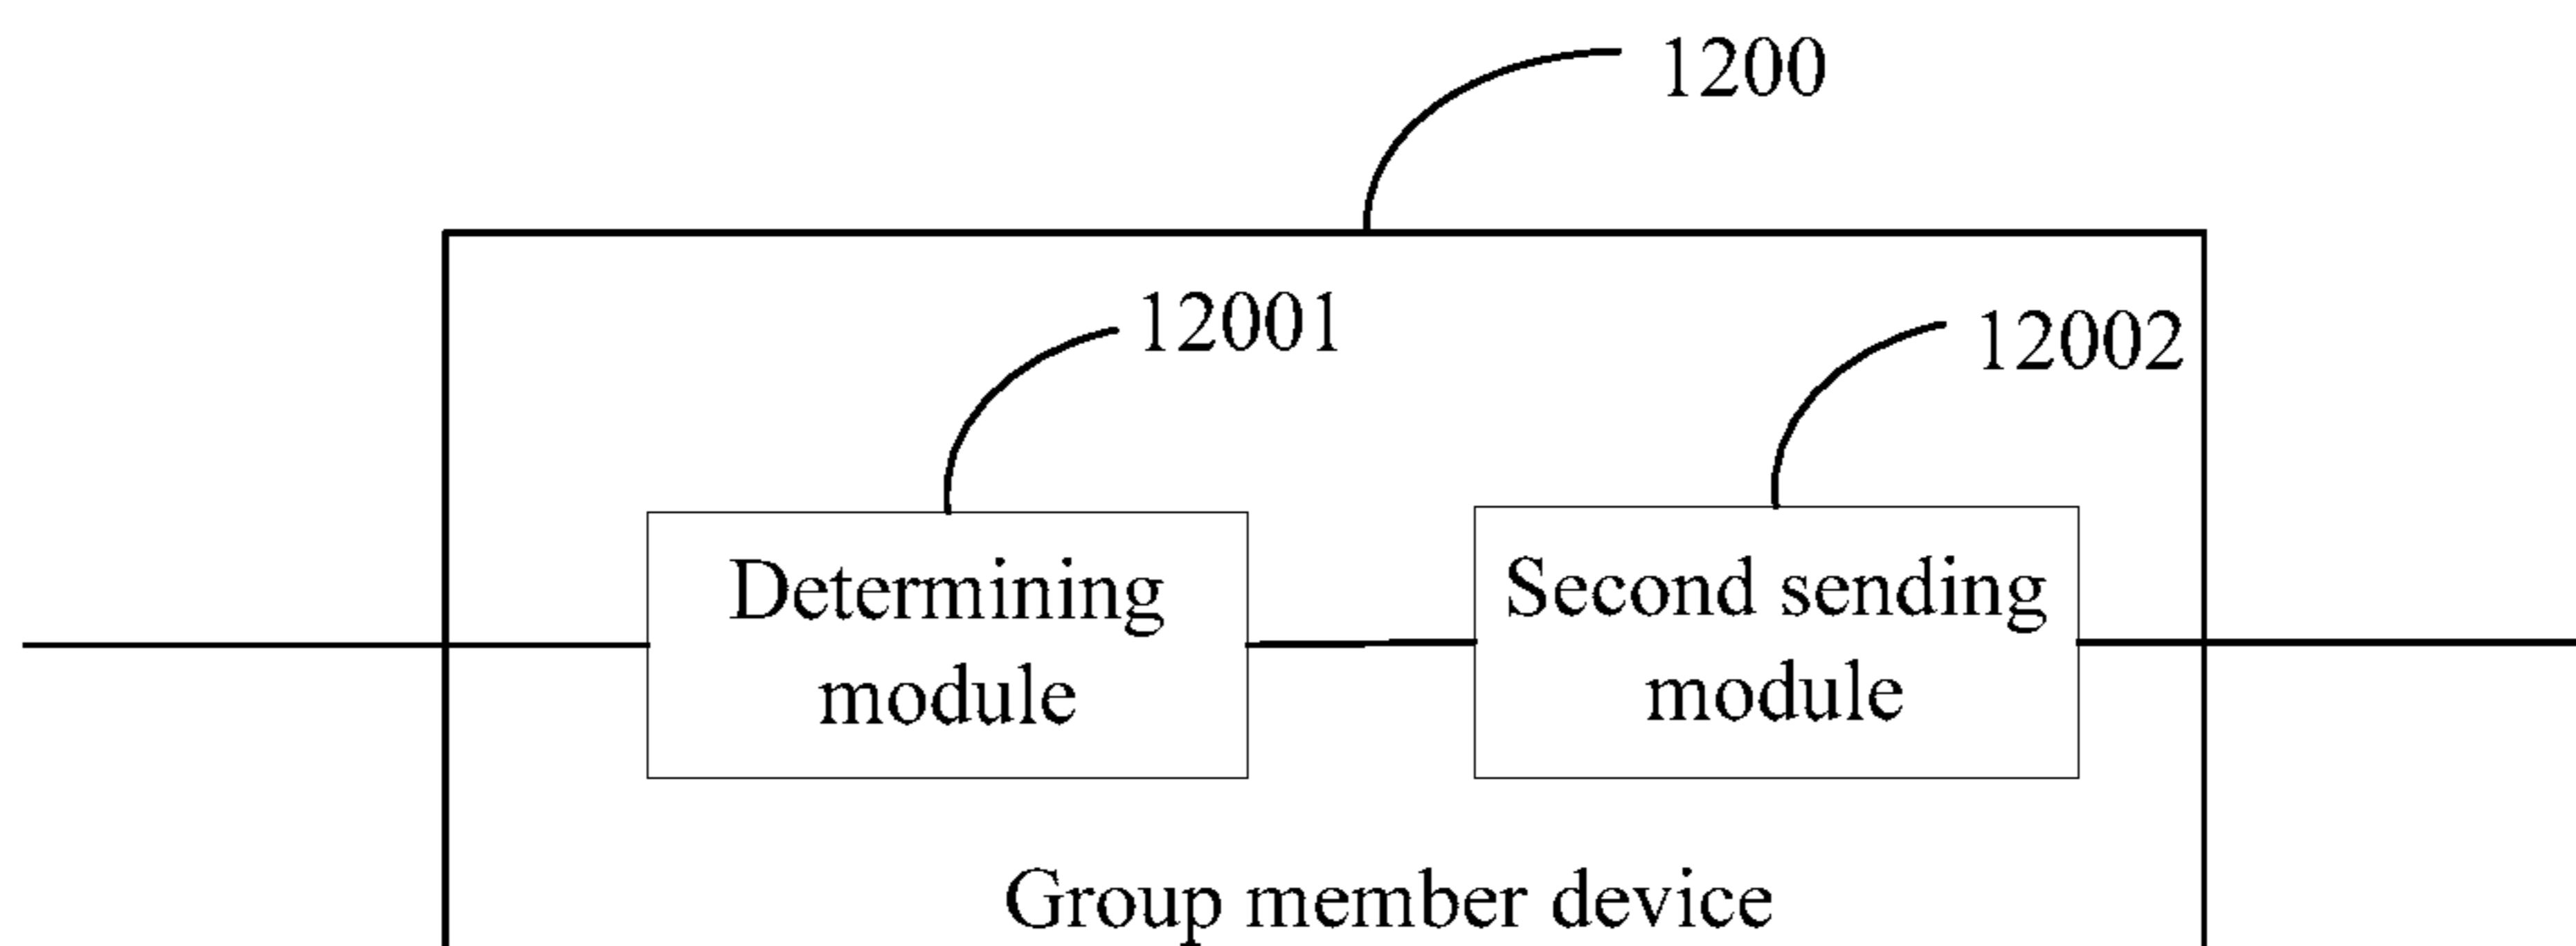 1200
12001
12002
Determining
module
Second sending
module
Group member device